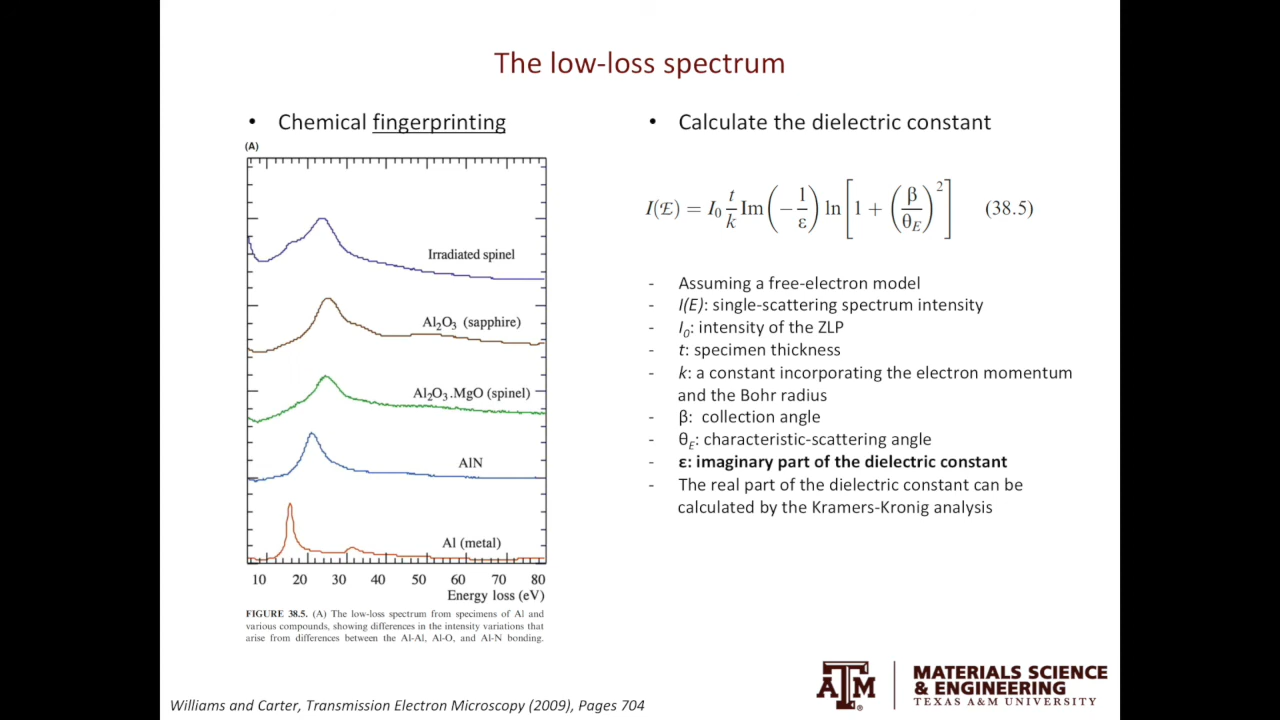 The low-loss spectrum
• Chemical fingerprinting
(A)
Irradiated spinel
Al2O3 (sapphire)
Al2O3.MgO (spinel)
AlN
Al (metal)
10 20 30 40 50 60 70 80
Energy loss (eV)
FIGURE 38.5. (A) The low-loss spectrum from specimens of Al and
various compounds, showing differences in the intensity variations that
arise from differences between the Al-Al, Al-O, and Al-N bonding.
• Calculate the dielectric constant
I(E) = I0 t/k Im(−1/ε) ln[1 + (β/θE)^2] (38.5)
- Assuming a free-electron model
- I(E): single-scattering spectrum intensity
- I0: intensity of the ZLP
- t: specimen thickness
- k: a constant incorporating the electron momentum
and the Bohr radius
- β: collection angle
- θE: characteristic-scattering angle
- ε: imaginary part of the dielectric constant
- The real part of the dielectric constant can be
calculated by the Kramers-Kronig analysis
Williams and Carter, Transmission Electron Microscopy (2009), Pages 704
ATM
MATERIALS SCIENCE
& ENGINEERING
TEXAS A&M UNIVERSITY